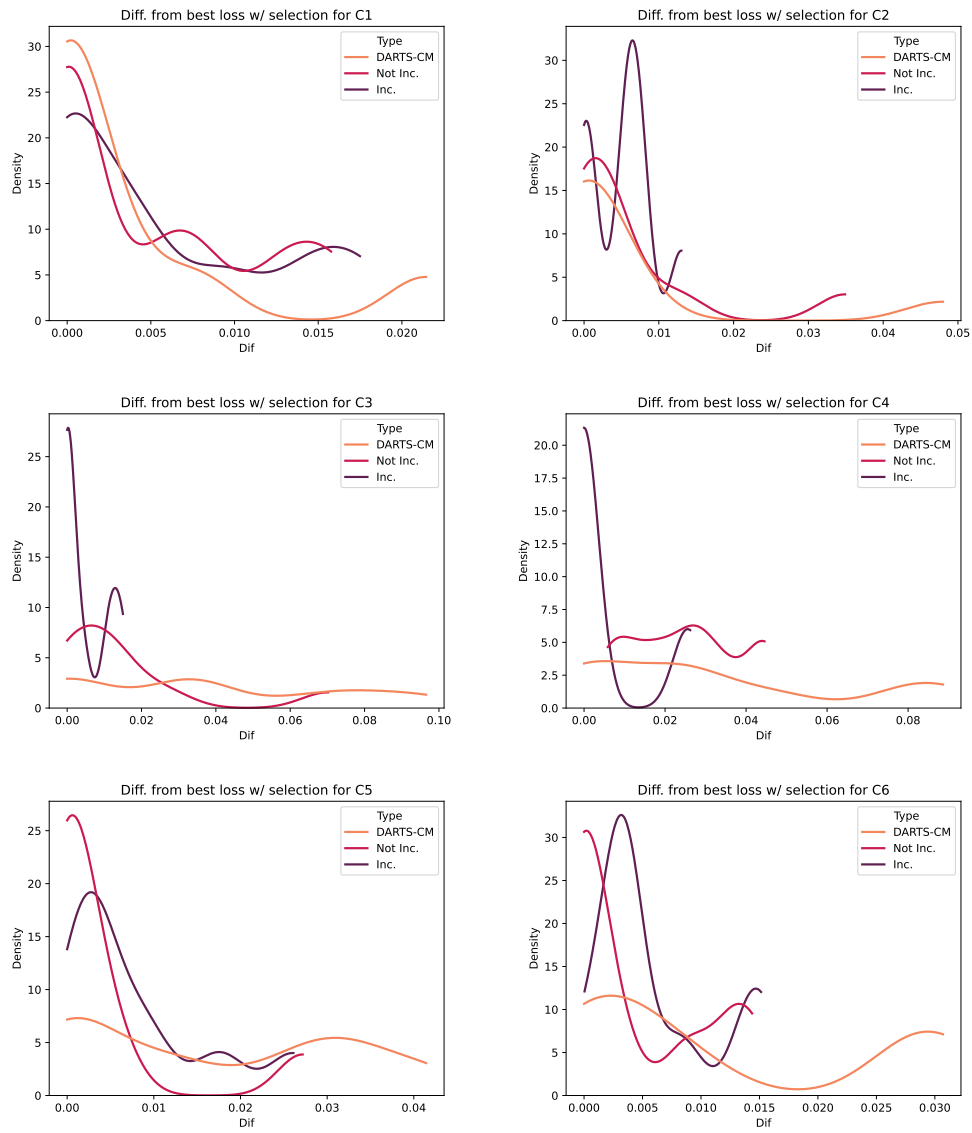 Diff. from best loss w/ selection for C1
Type
DARTS-CM
Not Inc.
Inc.
30
25
20
15
10
5
0
Density
0.000
0.005
0.010
0.015
0.020
Dif
Diff. from best loss w/ selection for C2
Type
DARTS-CM
Not Inc.
Inc.
30
25
20
15
10
5
0
Density
0.00
0.01
0.02
0.03
0.04
0.05
Dif
Diff. from best loss w/ selection for C3
Type
DARTS-CM
Not Inc.
Inc.
25
20
15
10
5
0
Density
0.00
0.02
0.04
0.06
0.08
0.10
Dif
Diff. from best loss w/ selection for C4
Type
DARTS-CM
Not Inc.
Inc.
20.0
17.5
15.0
12.5
10.0
7.5
5.0
2.5
0.0
Density
0.00
0.02
0.04
0.06
0.08
Dif
Diff. from best loss w/ selection for C5
Type
DARTS-CM
Not Inc.
Inc.
25
20
15
10
5
0
Density
0.00
0.01
0.02
0.03
0.04
Dif
Diff. from best loss w/ selection for C6
Type
DARTS-CM
Not Inc.
Inc.
30
25
20
15
10
5
0
Density
0.000
0.005
0.010
0.015
0.020
0.025
0.030
Dif